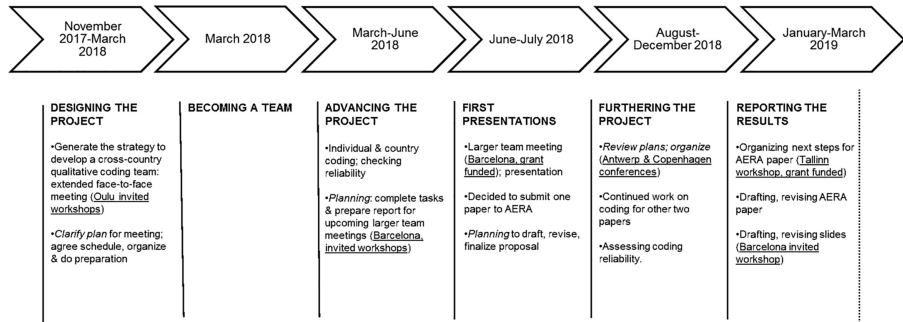 November
2017-March
2018
March 2018
March-June
2018
June-July 2018
August-
December 2018
January-March
2019
DESIGNING THE
PROJECT
•Generate the strategy to
develop a cross-country
qualitative coding team:
extended face-to-face
meeting (Oulu invited
workshops)
•Clarify plan for meeting;
agree schedule, organize
& do preparation
BECOMING A TEAM
ADVANCING THE
PROJECT
•Individual & country
coding; checking
reliability
•Planning: complete tasks
& prepare report for
upcoming larger team
meetings (Barcelona,
invited workshops)
FIRST
PRESENTATIONS
•Larger team meeting
(Barcelona, grant
funded); presentation
•Decided to submit one
paper to AERA
•Planning to draft, revise,
finalize proposal
FURTHERING THE
PROJECT
•Review plans; organize
(Antwerp & Copenhagen
conferences)
•Continued work on
coding for other two
papers
•Assessing coding
reliability.
REPORTING THE
RESULTS
•Organizing next steps for
AERA paper (Tallinn
workshop, grant funded)
•Drafting, revising AERA
paper
•Drafting, revising slides
(Barcelona invited
workshop)